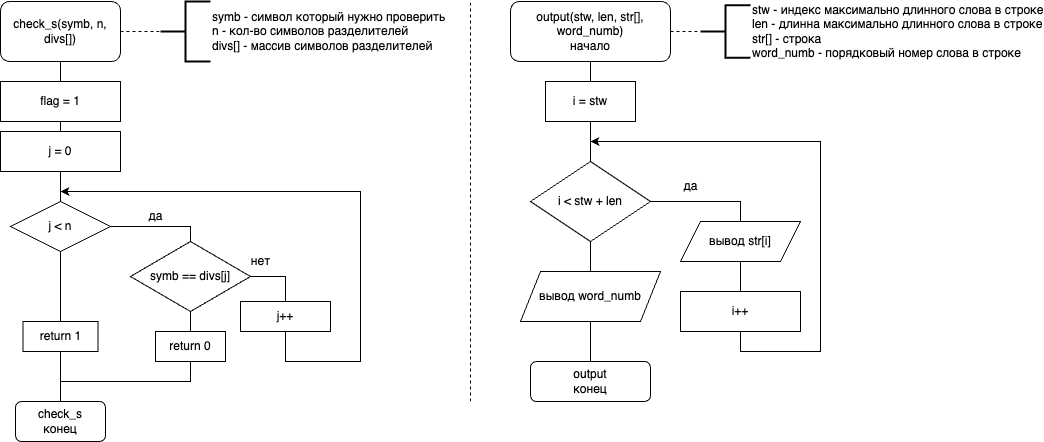 check_s(symb, n,
divs[])
symb - символ который нужно проверить
n - кол-во символов разделителей
divs[] - массив символов разделителей
flag = 1
j = 0
j < n
да
symb == divs[j]
нет
j++
return 1
return 0
check_s
конец
output(stw, len, str[],
word_numb)
начало
stw - индекс максимально длинного слова в строке
len - длинна максимально длинного слова в строке
str[] - строка
word_numb - порядковый номер слова в строке
i = stw
i < stw + len
да
вывод str[i]
i++
вывод word_numb
output
конец